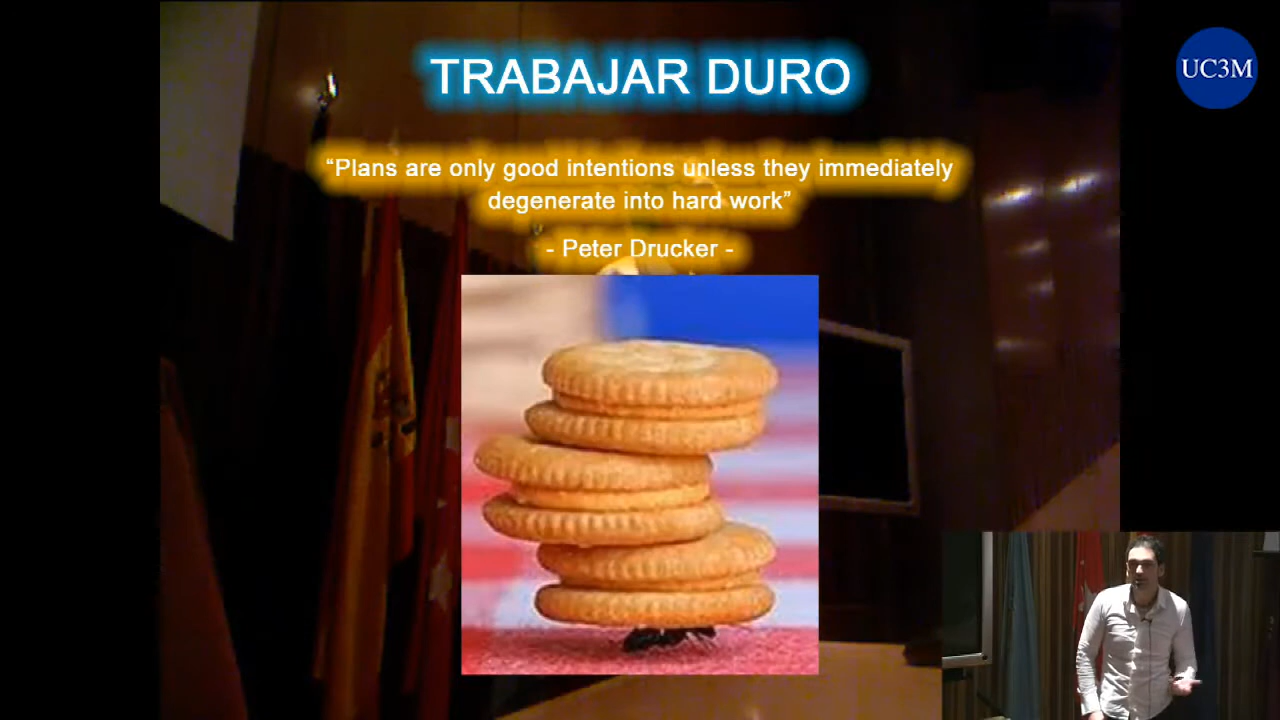 TRABAJAR DURO
UC3M
“Plans are only good intentions unless they immediately
degenerate into hard work”
- Peter Drucker -